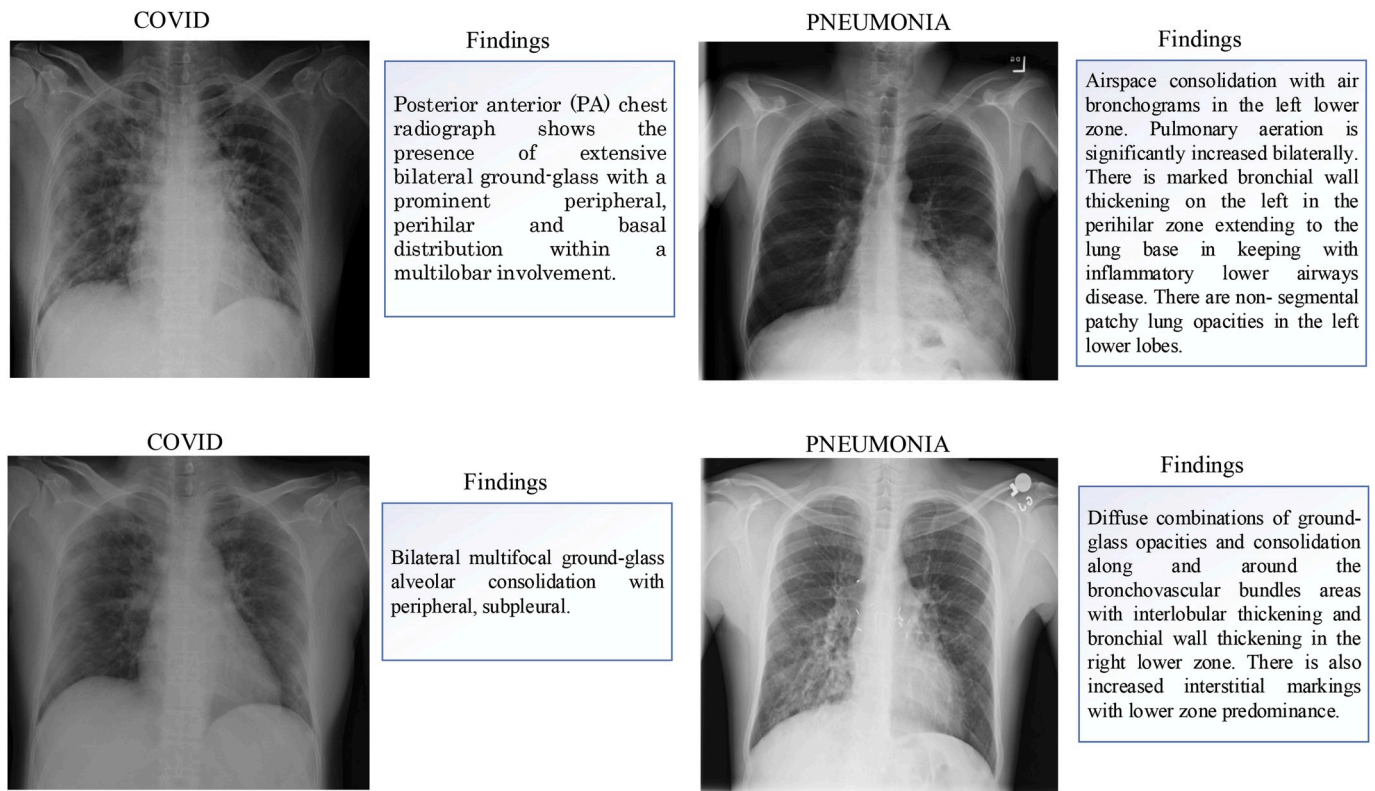 COVID
Findings
Posterior anterior (PA) chest
radiograph shows the
presence of extensive
bilateral ground-glass with a
prominent peripheral,
perihilar and basal
distribution within a
multilobar involvement.
PNEUMONIA
Findings
Airspace consolidation with air
bronchograms in the left lower
zone. Pulmonary aeration is
significantly increased bilaterally.
There is marked bronchial wall
thickening on the left in the
perihilar zone extending to the
lung base in keeping with
inflammatory lower airways
disease. There are non- segmental
patchy lung opacities in the left
lower lobes.
COVID
Findings
Bilateral multifocal ground-glass
alveolar consolidation with
peripheral, subpleural.
PNEUMONIA
Findings
Diffuse combinations of ground-
glass opacities and consolidation
along and around the
bronchovascular bundles areas
with interlobular thickening and
bronchial wall thickening in the
right lower zone. There is also
increased interstitial markings
with lower zone predominance.